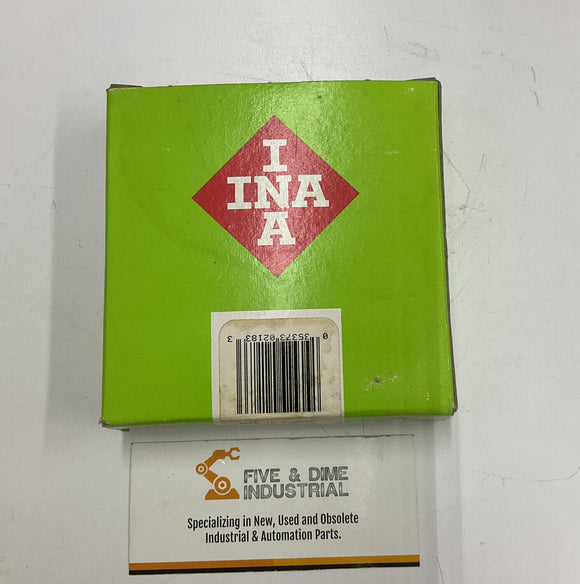 I
INA
A
0 35373 02183 3
FIVE & DIME
INDUSTRIAL
Specializing in New, Used and Obsolete
Industrial & Automation Parts.